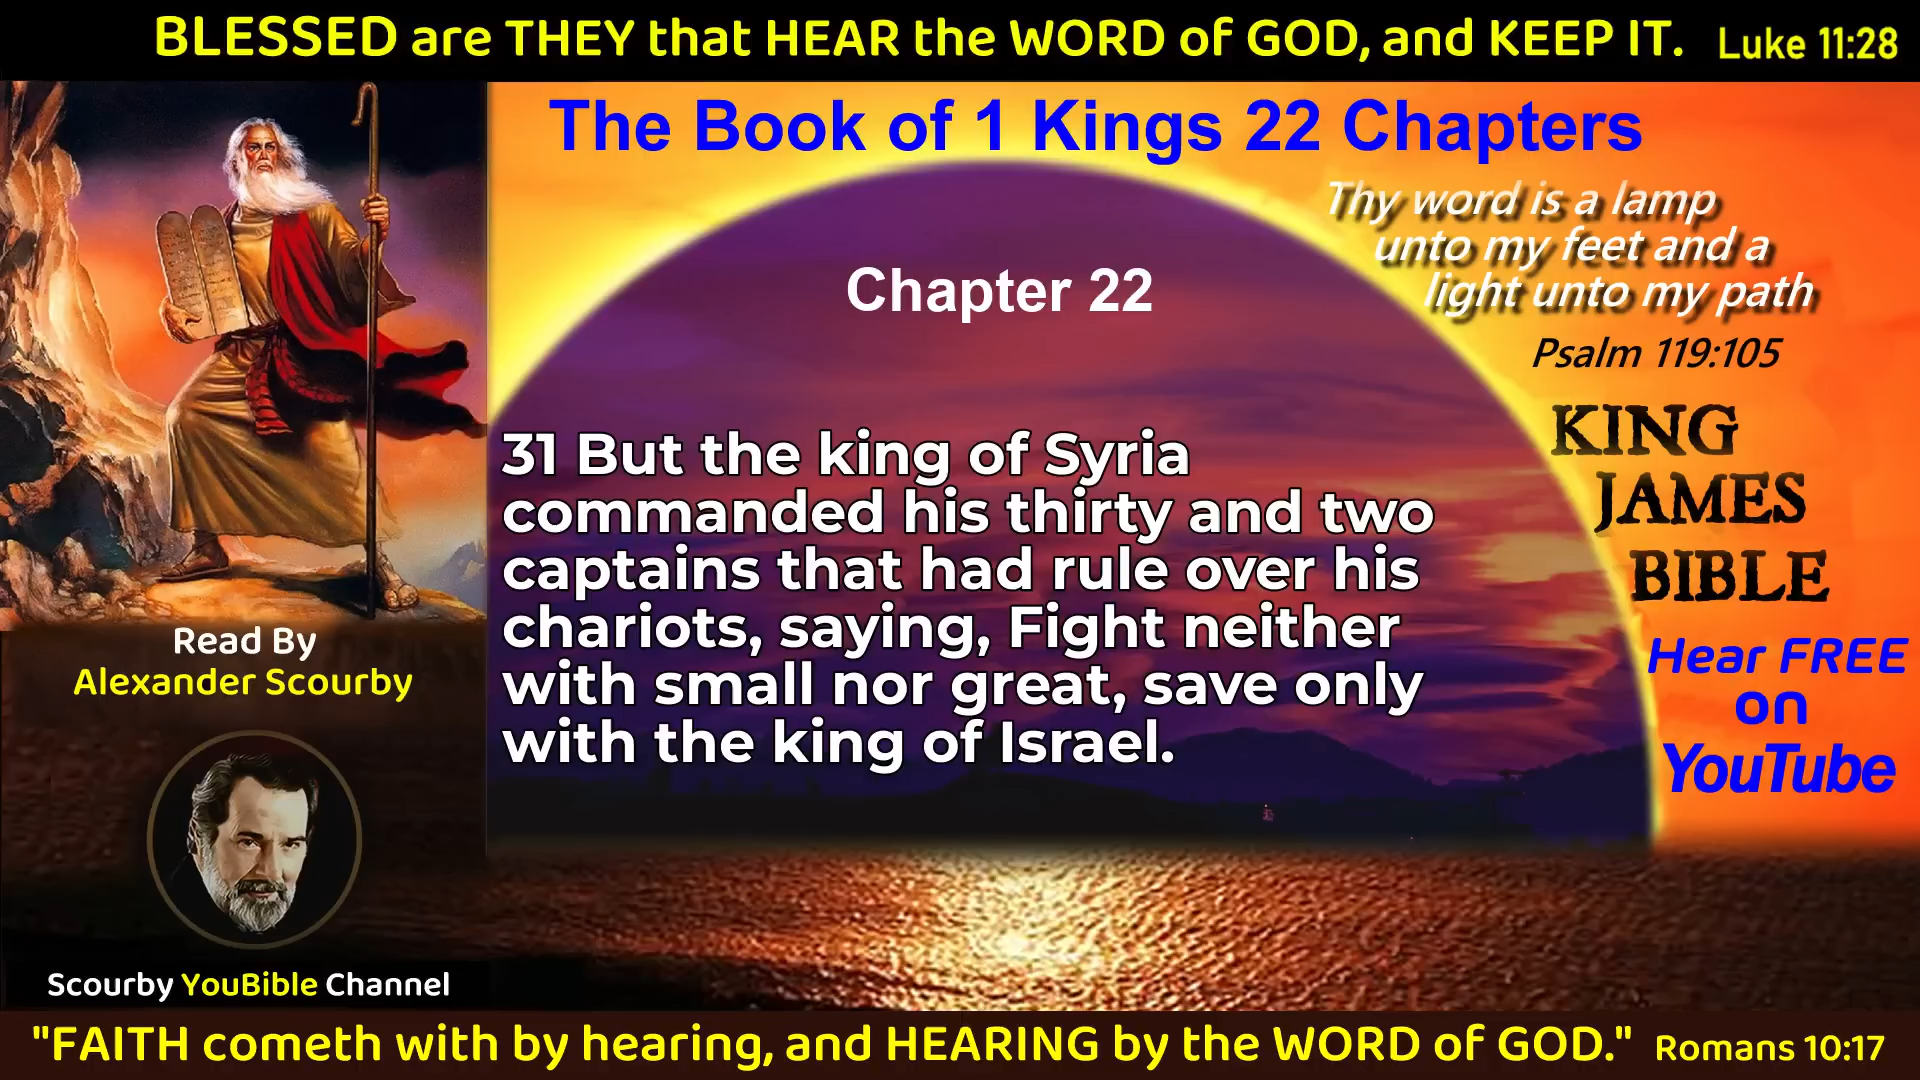 BLESSED are THEY that HEAR the WORD of GOD, and KEEP IT. Luke 11:28
The Book of 1 Kings 22 Chapters
Thy word is a lamp
unto my feet and a
light unto my path
Psalm 119:105
Chapter 22
31 But the king of Syria
commanded his thirty and two
captains that had rule over his
chariots, saying, Fight neither
with small nor great, save only
with the king of Israel.
KING
JAMES
BIBLE
Hear FREE
on
YouTube
Read By
Alexander Scourby
Scourby YouBible Channel
"FAITH cometh with by hearing, and HEARING by the WORD of GOD." Romans 10:17